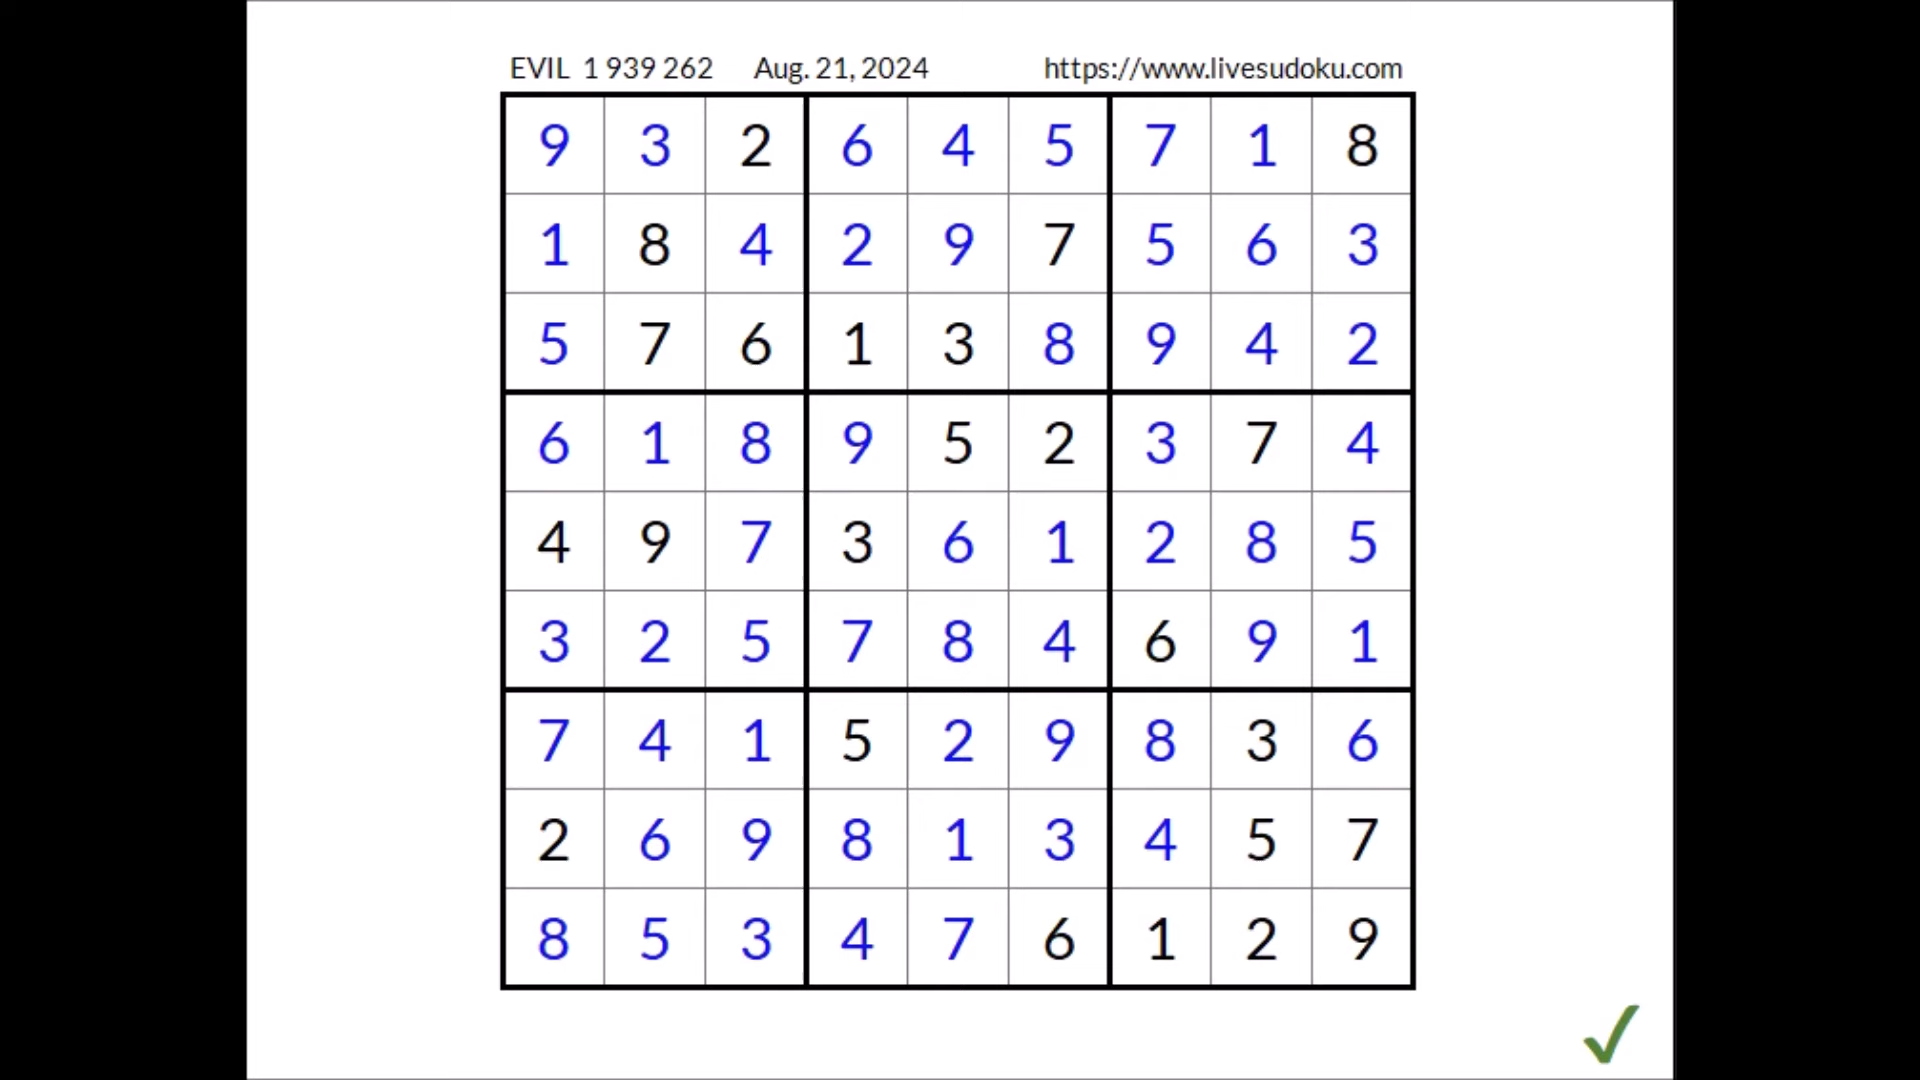 EVIL 1 939 262 Aug. 21, 2024 https://www.livesudoku.com
9 3 2 6 4 5 7 1 8
1 8 4 2 9 7 5 6 3
5 7 6 1 3 8 9 4 2
6 1 8 9 5 2 3 7 4
4 9 7 3 6 1 2 8 5
3 2 5 7 8 4 6 9 1
7 4 1 5 2 9 8 3 6
2 6 9 8 1 3 4 5 7
8 5 3 4 7 6 1 2 9